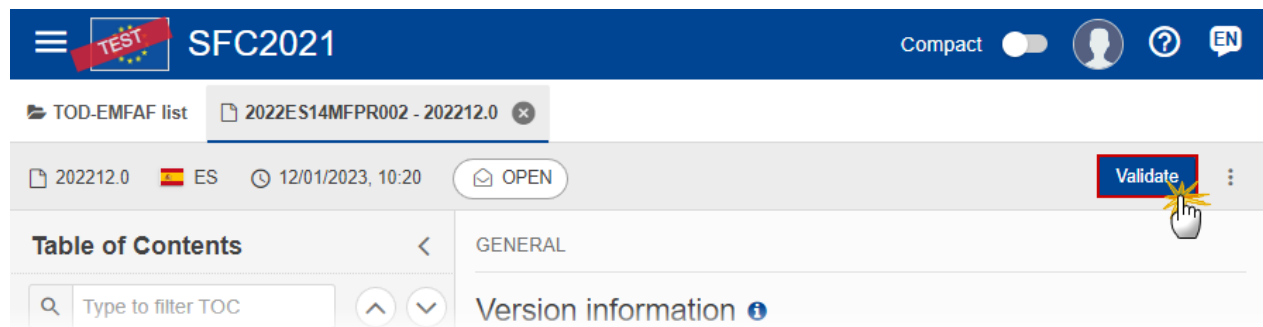 TEST SFC2021 Compact EN
TOD-EMFAF list 2022ES14MFPR002 - 202212.0
202212.0 ES 12/01/2023, 10:20 OPEN Validate
Table of Contents GENERAL
Type to filter TOC Version information